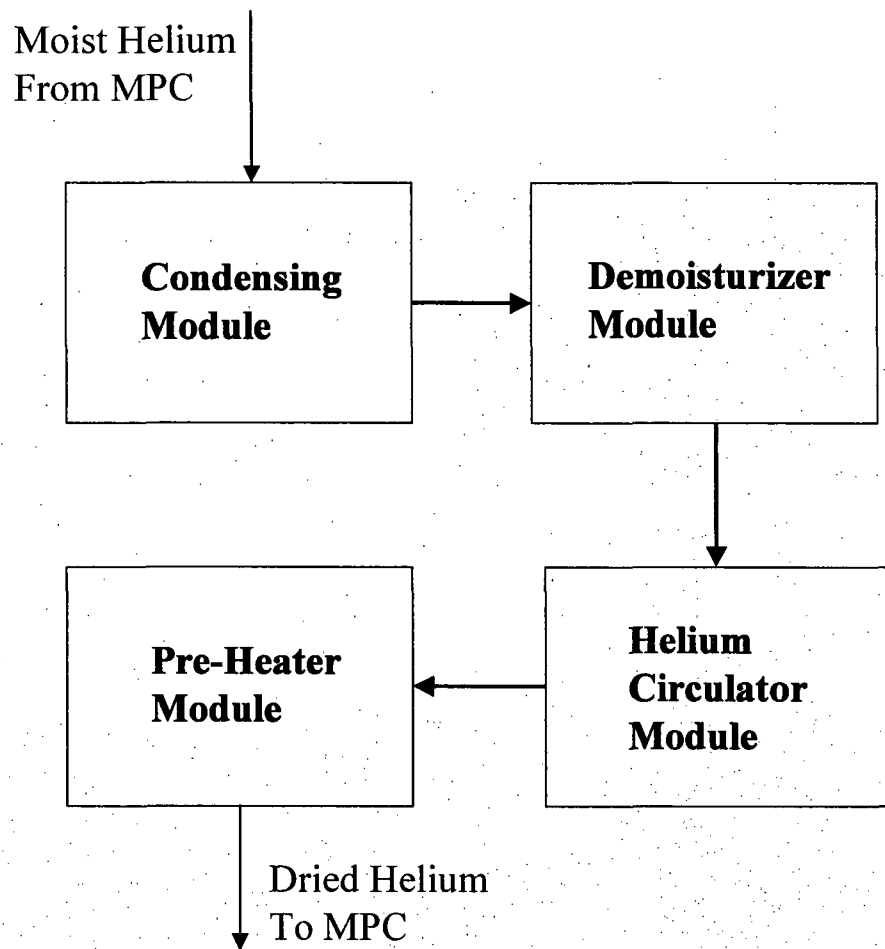 Moist Helium
From MPC
Condensing
Module
Demoisturizer
Module
Pre-Heater
Module
Helium
Circulator
Module
Dried Helium
To MPC